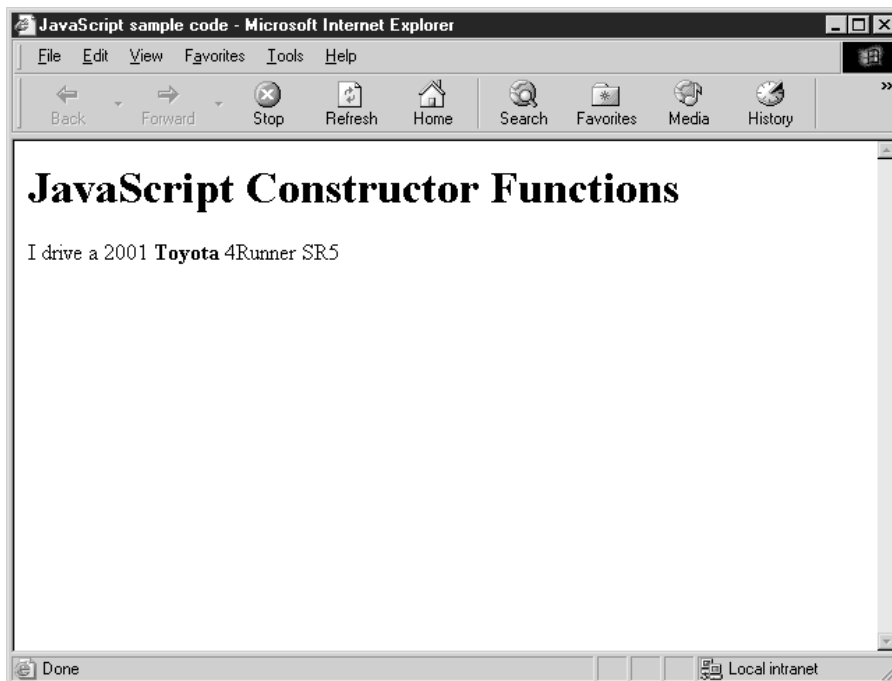 JavaScript sample code - Microsoft Internet Explorer
File Edit View Favorites Tools Help
Back Forward Stop Refresh Home Search Favorites Media History »
JavaScript Constructor Functions
I drive a 2001 Toyota 4Runner SR5
Done Local intranet